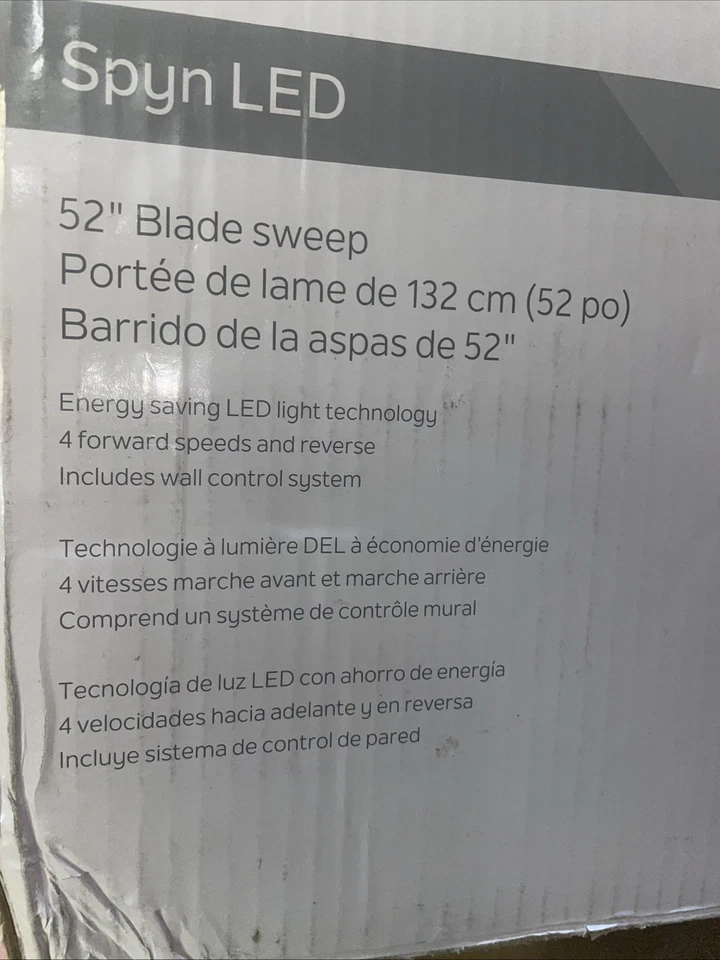 Spyn LED
52" Blade sweep
Portée de lame de 132 cm (52 po)
Barrido de la aspas de 52"
Energy saving LED light technology
4 forward speeds and reverse
Includes wall control system
Technologie à lumière DEL à économie d'énergie
4 vitesses marche avant et marche arrière
Comprend un système de contrôle mural
Tecnología de luz LED con ahorro de energía
4 velocidades hacia adelante y en reversa
Incluye sistema de control de pared